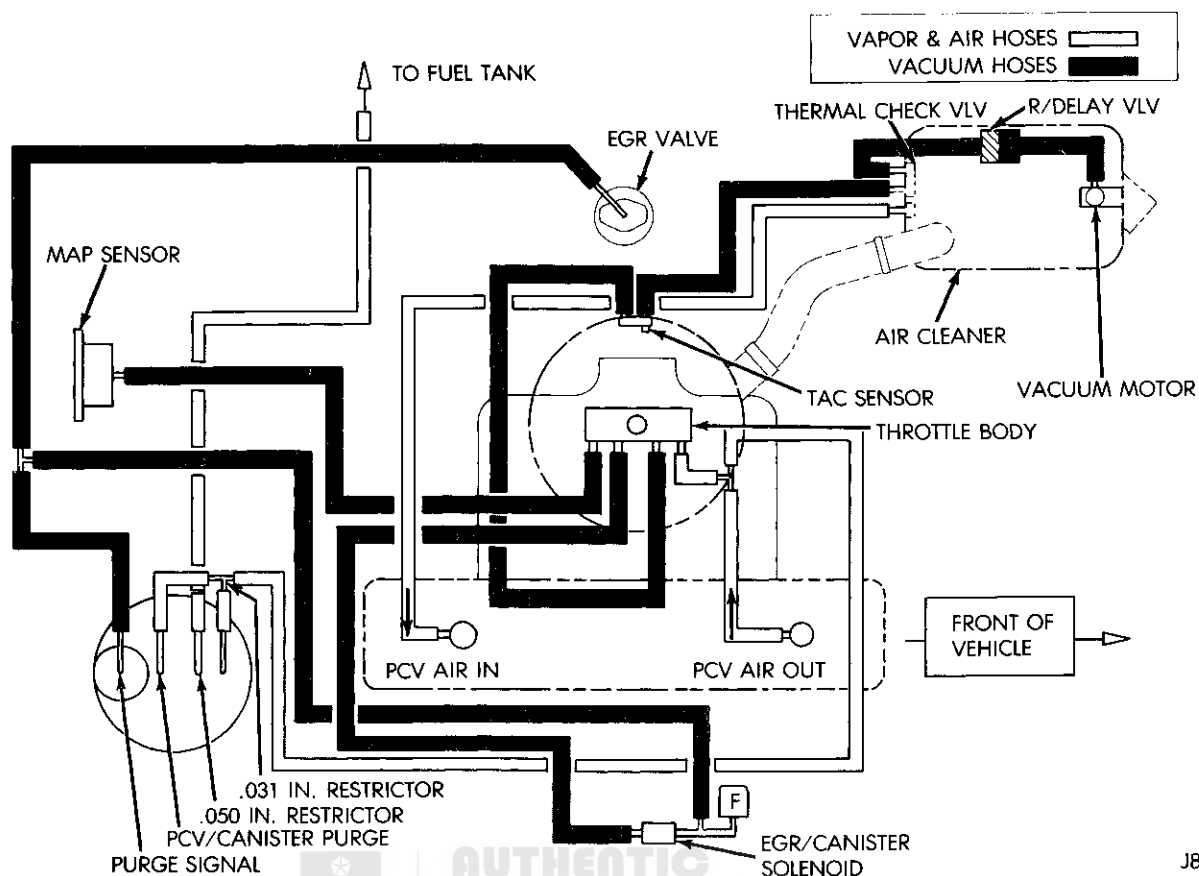 VAPOR & AIR HOSES
VACUUM HOSES
TO FUEL TANK
THERMAL CHECK VLV
R/DELAY VLV
EGR VALVE
MAP SENSOR
AIR CLEANER
VACUUM MOTOR
TAC SENSOR
THROTTLE BODY
PCV AIR IN
PCV AIR OUT
FRONT OF
VEHICLE
.031 IN. RESTRICTOR
.050 IN. RESTRICTOR
PCV/CANISTER PURGE
PURGE SIGNAL
F
EGR/CANISTER
SOLENOID
AUTHENTIC
J8